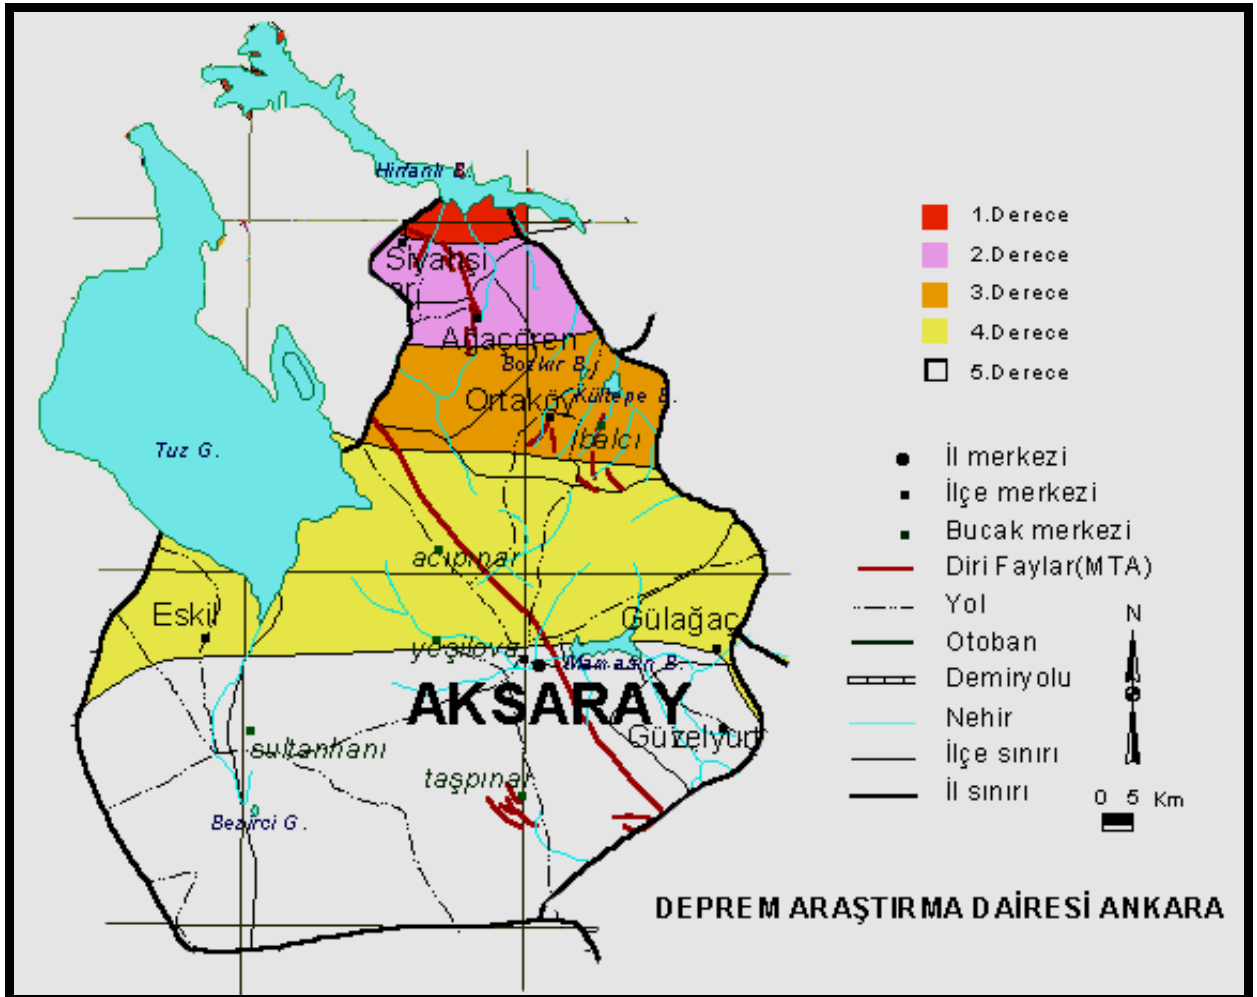 Hirfanlı B.
Siyahsi
Ağaçören
Bozkır B.
Ortaköy
Kültepe B.
balcı
Tuz G.
acıpınar
Eskil
Gülağaç
yeşilova
Mamasın B.
AKSARAY
Güzelyurt
sultanhanı
taşpınar
Bezirci G.
1.Derece
2.Derece
3.Derece
4.Derece
5.Derece
İl merkezi
İlçe merkezi
Bucak merkezi
Diri Faylar(MTA)
Yol
Otoban
Demiryolu
Nehir
İlçe sınırı
İl sınırı
N
0 5 Km
DEPREM ARAŞTIRMA DAİRESİ ANKARA